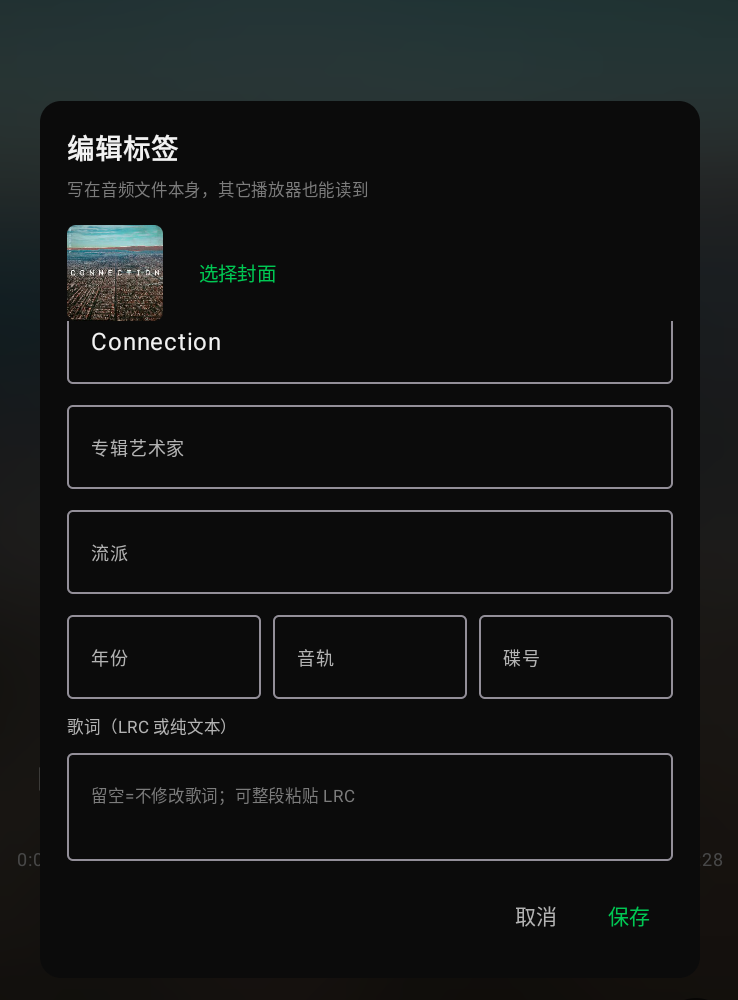 编辑标签
写在音频文件本身，其它播放器也能读到
CONNECTION
选择封面
Connection
专辑艺术家
流派
年份 音轨 碟号
歌词（LRC 或纯文本）
留空=不修改歌词；可整段粘贴 LRC
0:0 28
取消 保存